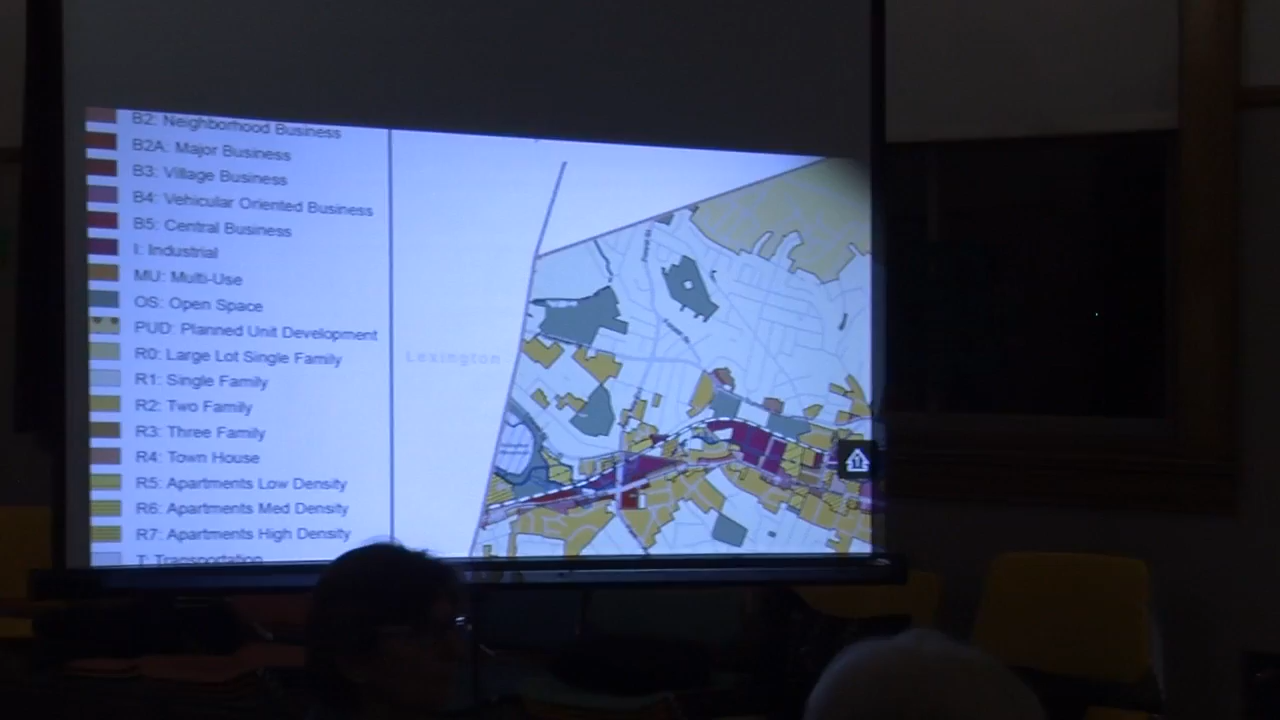 B2: Neighborhood Business
B2A: Major Business
B3: Village Business
B4: Vehicular Oriented Business
B5: Central Business
I: Industrial
MU: Multi-Use
OS: Open Space
PUD: Planned Unit Development
R0: Large Lot Single Family
R1: Single Family
R2: Two Family
R3: Three Family
R4: Town House
R5: Apartments Low Density
R6: Apartments Med Density
R7: Apartments High Density
T: Transportation
Lexington